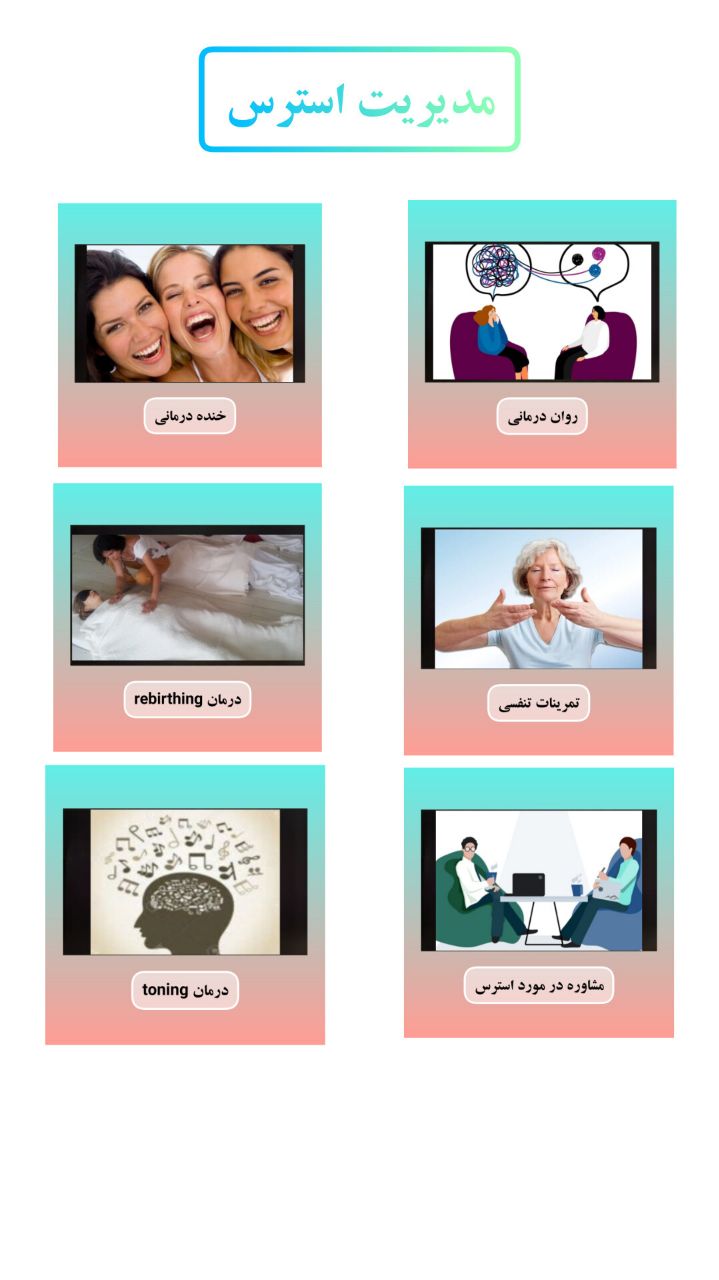 مدیریت استرس
روان درمانی
خنده درمانی
تمرینات تنفسی
درمان rebirthing
مشاوره در مورد استرس
درمان toning